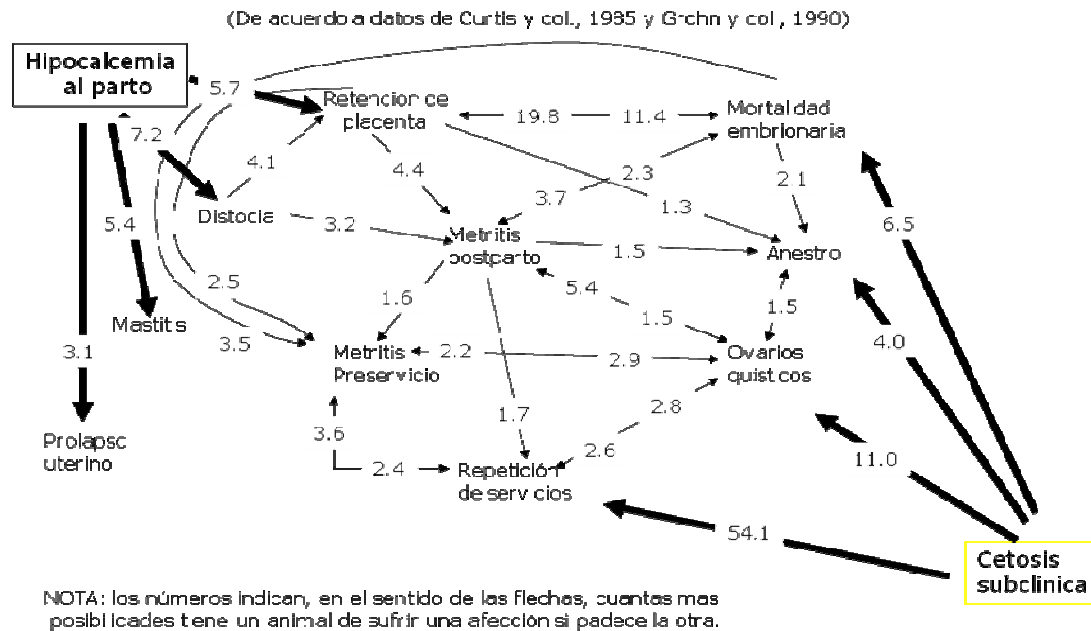 (De acuerdo a datos de Curtis y col., 1985 y Grohn y col , 1990)
Hipocalcemia
al parto
5.7
Retencion de
placenta
19.8
11.4
Mortalidad
embrionaria
7.2
4.1
4.4
2.3
2.1
3.7
1.3
6.5
Distocia
3.2
5.4
Metritis
postparto
1.5
Anestro
2.5
1.6
5.4
1.5
1.5
4.0
Mastitis
3.5
3.1
Metritis
Preservicio
2.2
2.9
Ovarios
quisticos
1.7
2.8
3.6
Prolapso
uterino
2.6
11.0
2.4
Repetición
de servicios
54.1
Cetosis
subclinica
NOTA: los números indican, en el sentido de las flechas, cuantas mas
posibilidades tiene un animal de sufrir una afección si padece la otra.